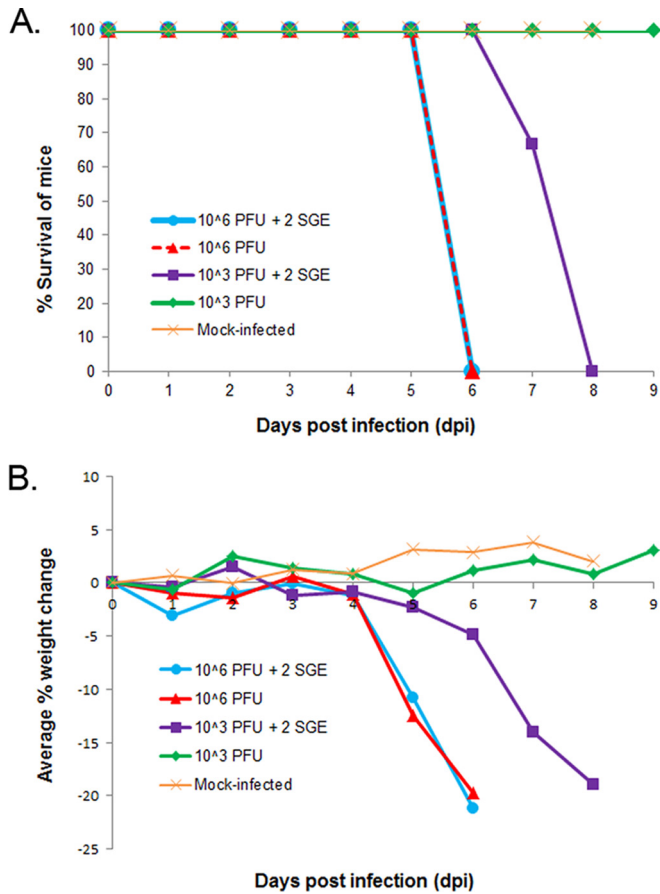 A.
% Survival of mice
100
90
80
70
60
50
40
30
20
10
0
10^6 PFU + 2 SGE
10^6 PFU
10^3 PFU + 2 SGE
10^3 PFU
Mock-infected
0 1 2 3 4 5 6 7 8 9
Days post infection (dpi)
B.
Average % weight change
10
5
0
-5
-10
-15
-20
-25
0 1 2 3 4 5 6 7 8 9
10^6 PFU + 2 SGE
10^6 PFU
10^3 PFU + 2 SGE
10^3 PFU
Mock-infected
Days post infection (dpi)